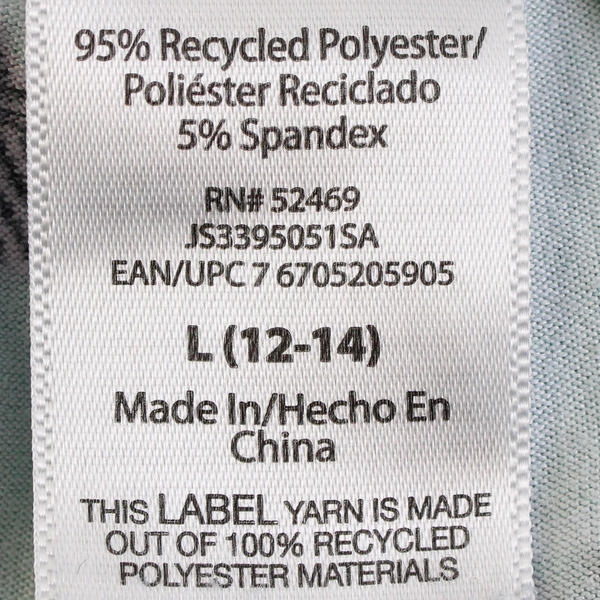 95% Recycled Polyester/
Poliéster Reciclado
5% Spandex
RN# 52469
JS3395051SA
EAN/UPC 7 6705205905
L (12-14)
Made In/Hecho En
China
THIS LABEL YARN IS MADE
OUT OF 100% RECYCLED
POLYESTER MATERIALS